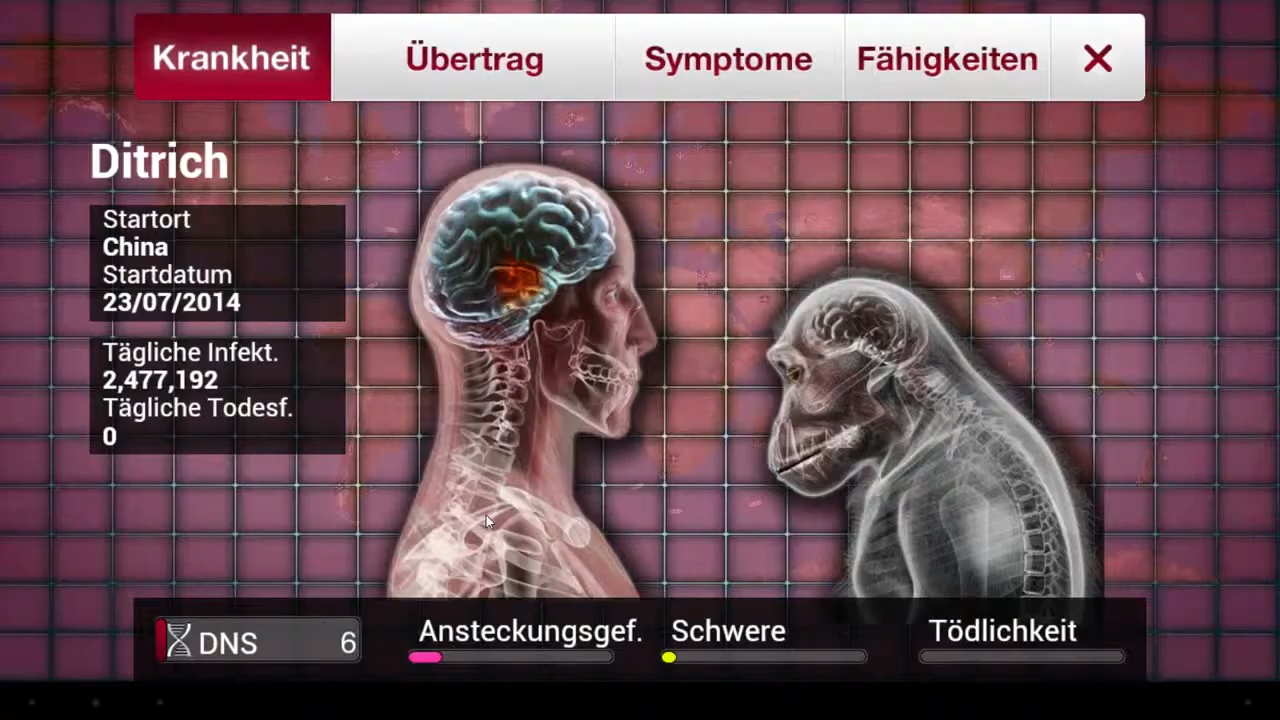 Krankheit
Übertrag
Symptome
Fähigkeiten
Ditrich
Startort
China
Startdatum
23/07/2014
Tägliche Infekt.
2,477,192
Tägliche Todesf.
0
DNS 6
Ansteckungsgef.
Schwere
Tödlichkeit